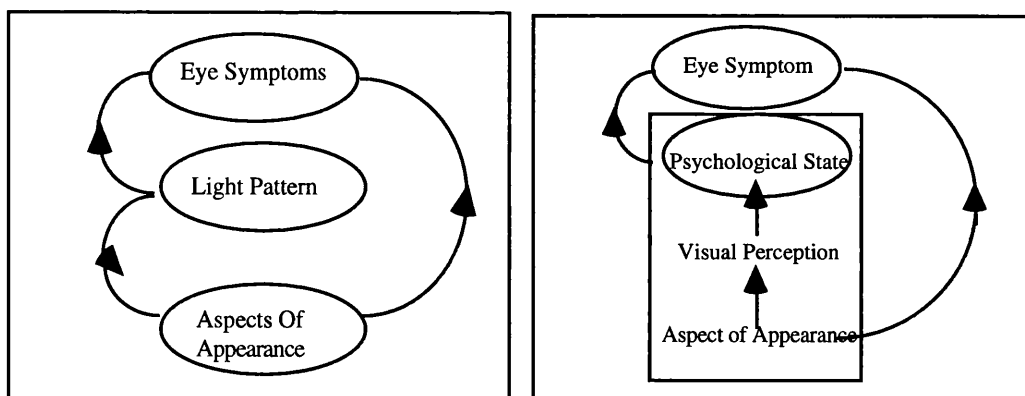 Eye Symptoms
Light Pattern
Aspects Of
Appearance
Eye Symptom
Psychological State
Visual Perception
Aspect of Appearance